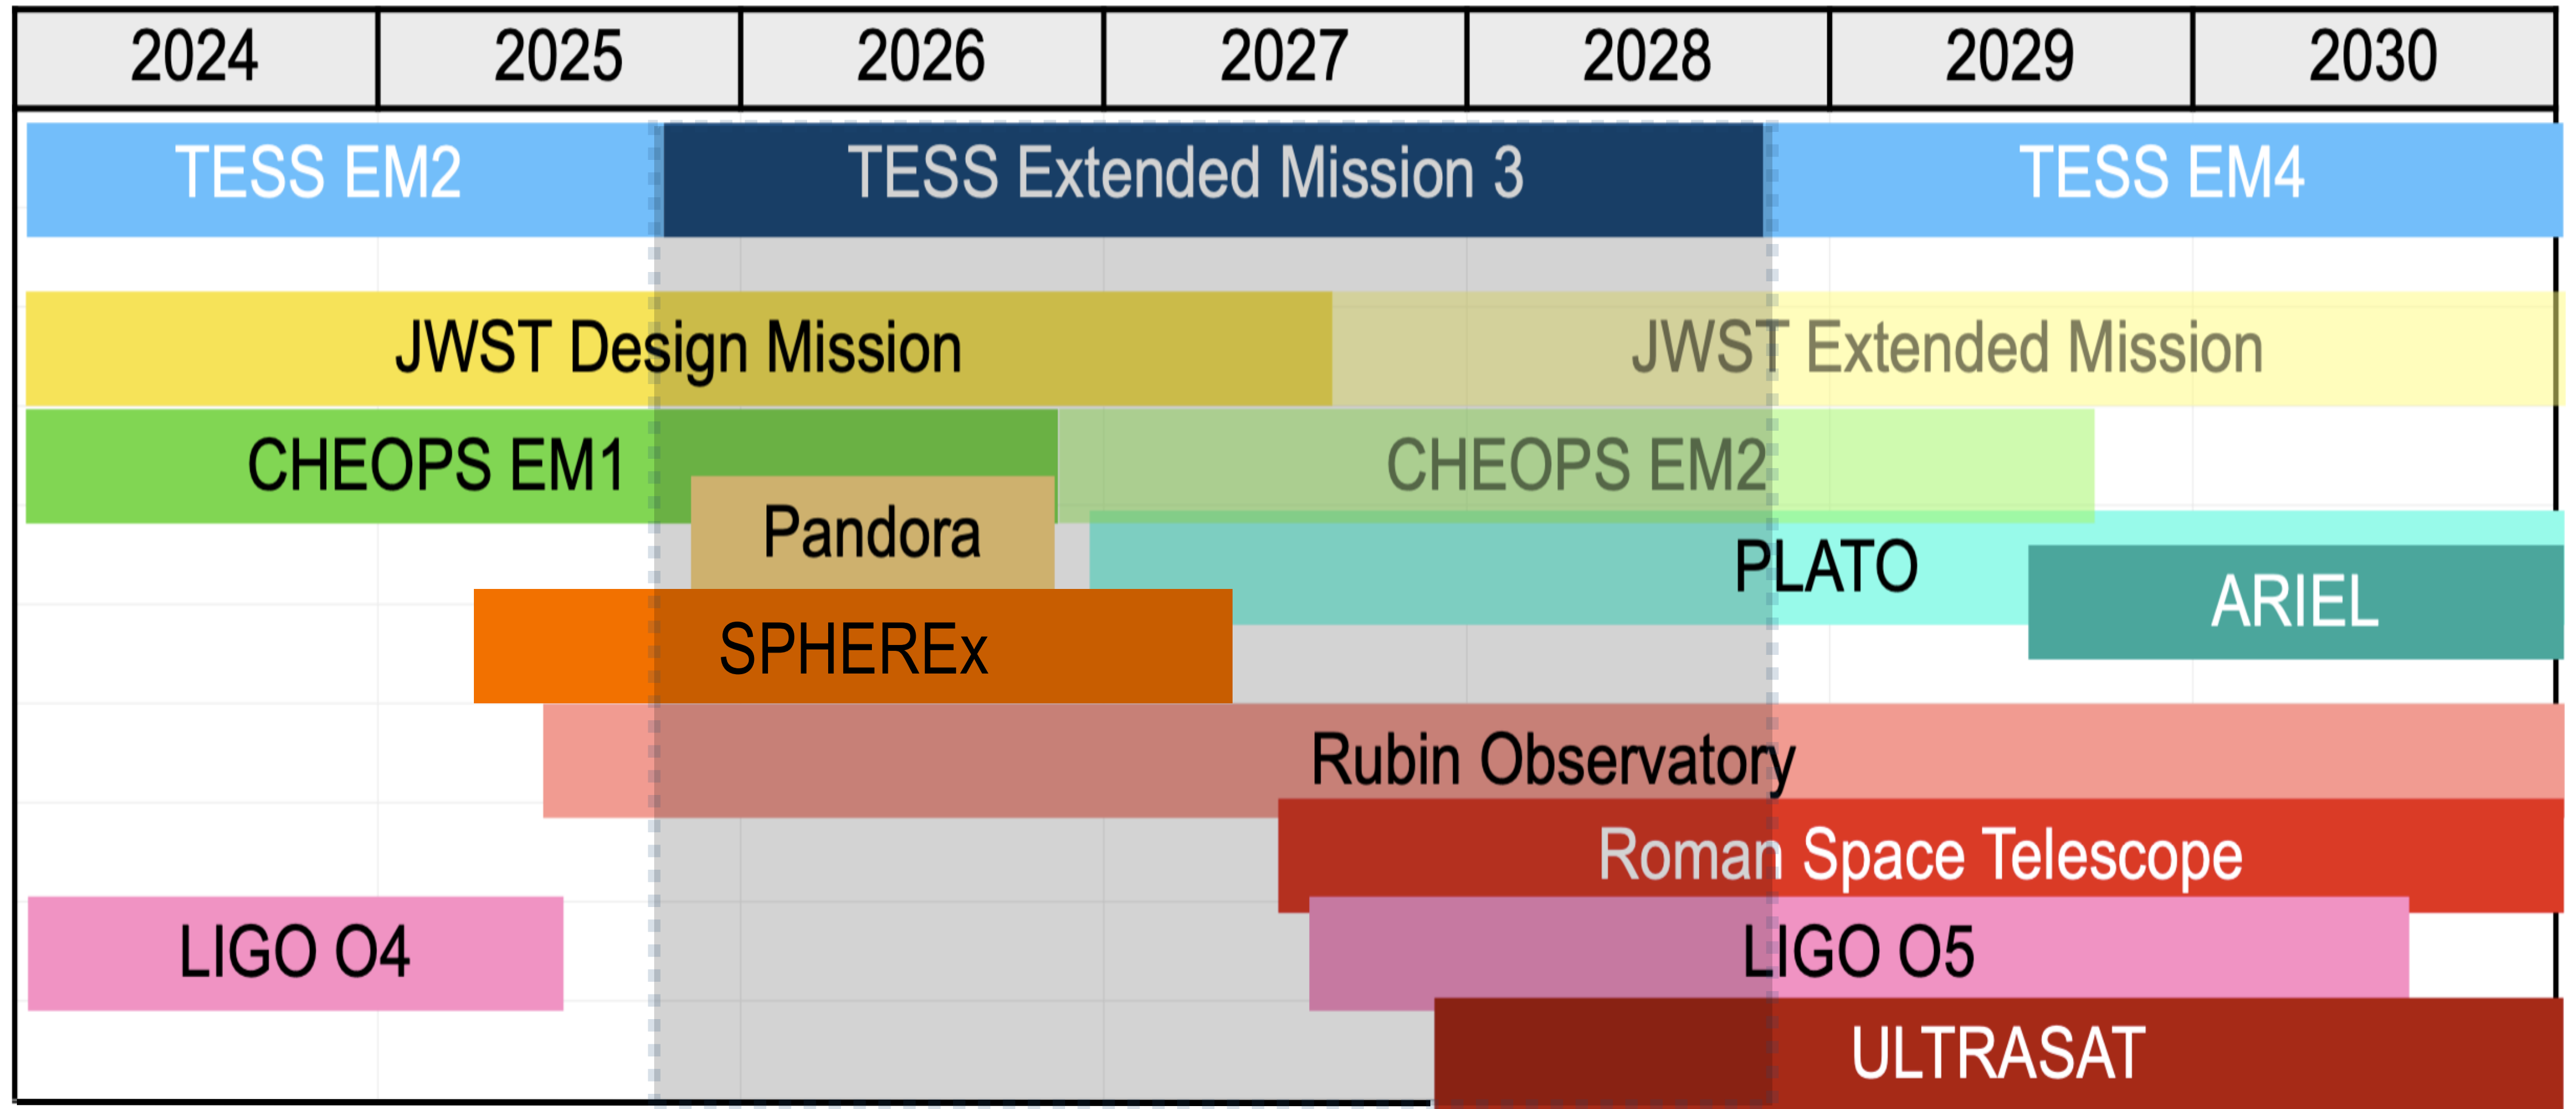 2024 2025 2026 2027 2028 2029 2030
TESS EM2 TESS Extended Mission 3 TESS EM4
JWST Design Mission JWST Extended Mission
CHEOPS EM1 CHEOPS EM2
Pandora
PLATO
ARIEL
SPHEREx
Rubin Observatory
Roman Space Telescope
LIGO O4 LIGO O5
ULTRASAT